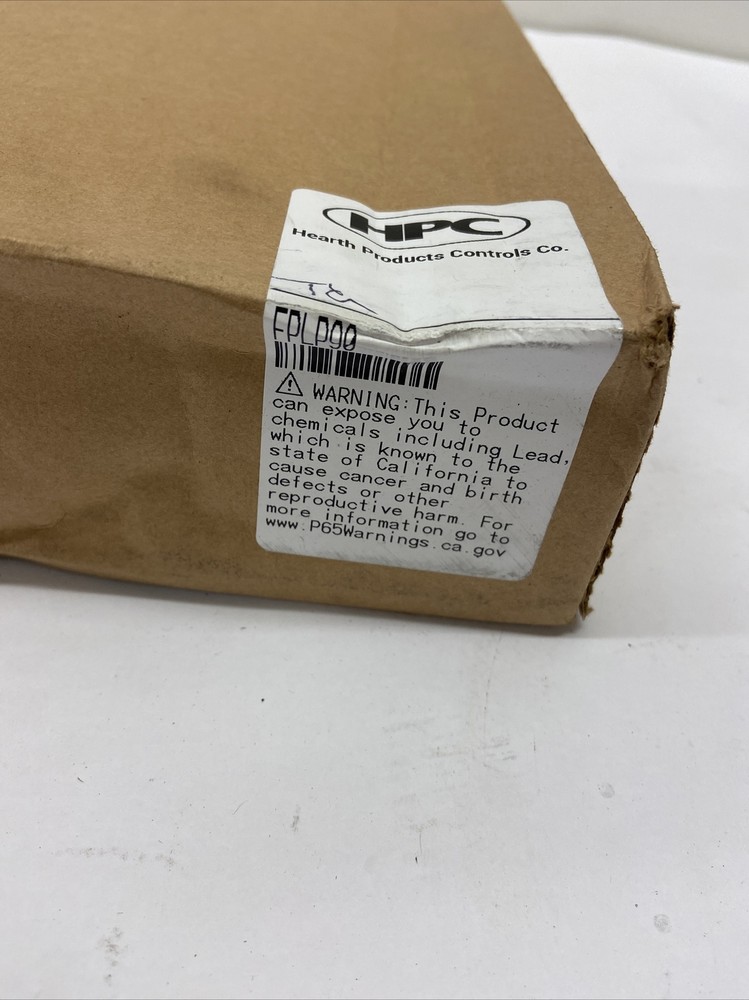 HPC
Hearth Products Controls Co.
FPLP90
WARNING: This Product
can expose you to
chemicals including Lead,
which is known to the
state of California to
cause cancer and birth
defects or other
reproductive harm. For
more information go to
www.P65Warnings.ca.gov